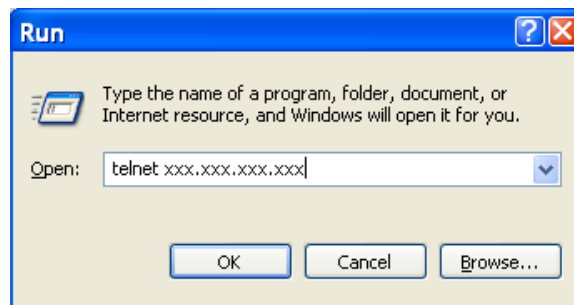 Run
Type the name of a program, folder, document, or
Internet resource, and Windows will open it for you.
Open: telnet xxx.xxx.xxx.xxx
OK Cancel Browse...